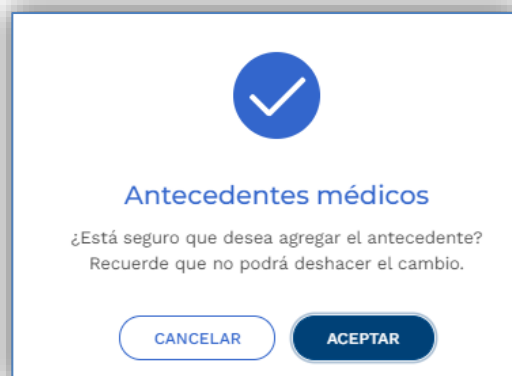 Antecedentes médicos
¿Está seguro que desea agregar el antecedente?
Recuerde que no podrá deshacer el cambio.
CANCELAR
ACEPTAR